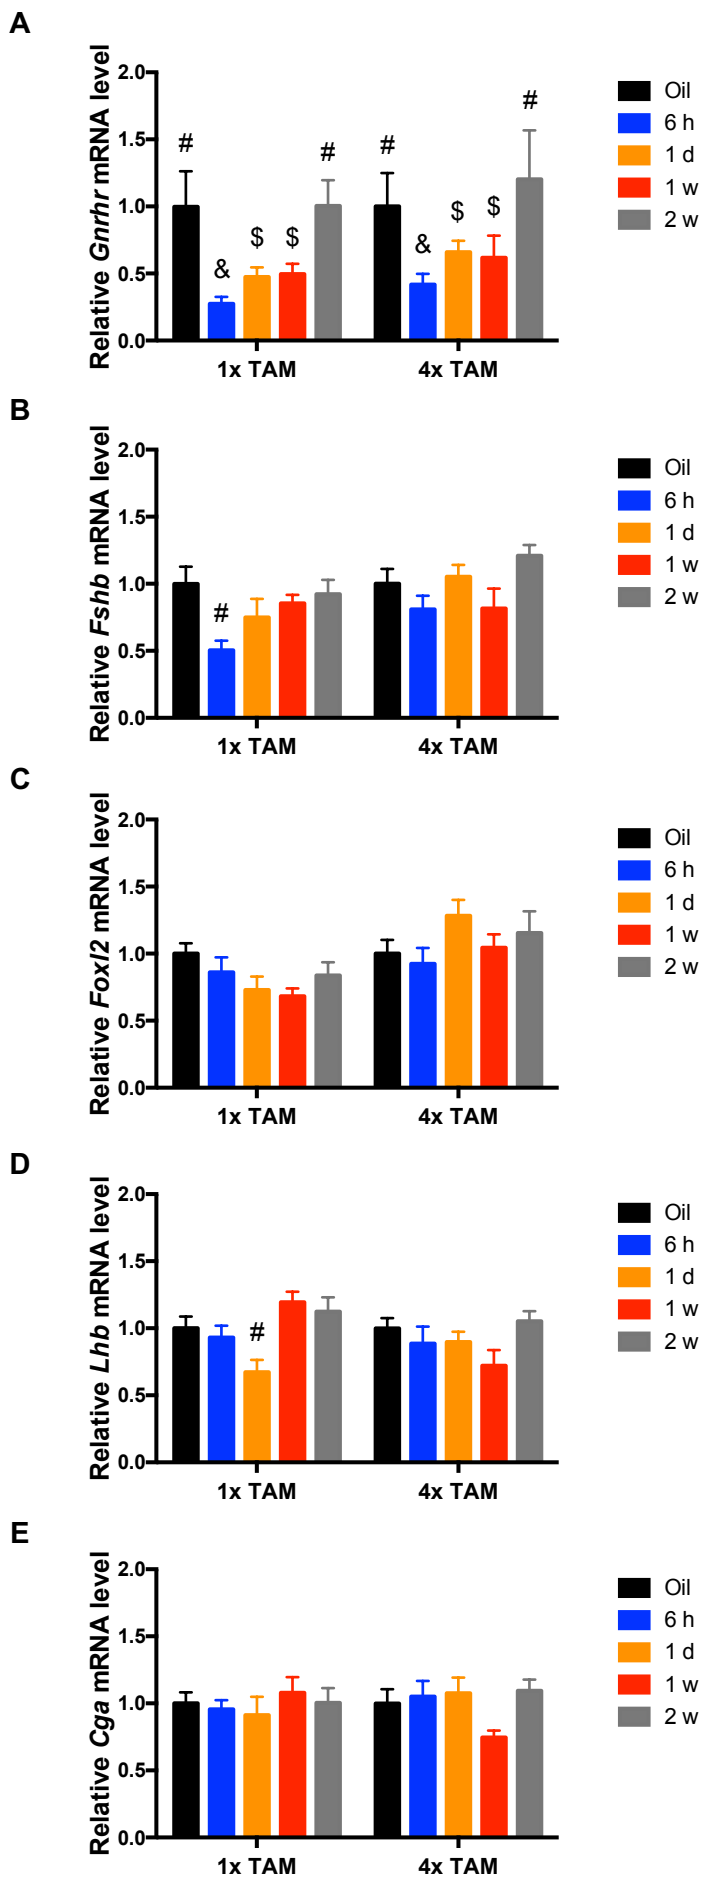 A
Relative Gnrhr mRNA level
2.0
1.5
1.0
0.5
0.0
# & $ $ # # & $ $ #
1x TAM 4x TAM
Oil
6 h
1 d
1 w
2 w
B
Relative Fshb mRNA level
2.0
1.5
1.0
0.5
0.0
#
1x TAM 4x TAM
Oil
6 h
1 d
1 w
2 w
C
Relative Foxl2 mRNA level
2.0
1.5
1.0
0.5
0.0
1x TAM 4x TAM
Oil
6 h
1 d
1 w
2 w
D
Relative Lhb mRNA level
2.0
1.5
1.0
0.5
0.0
#
1x TAM 4x TAM
Oil
6 h
1 d
1 w
2 w
E
Relative Cga mRNA level
2.0
1.5
1.0
0.5
0.0
1x TAM 4x TAM
Oil
6 h
1 d
1 w
2 w